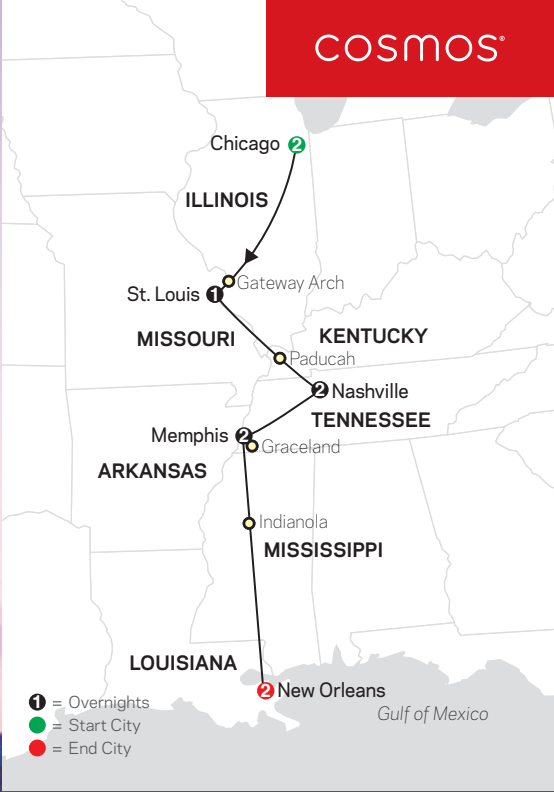 COSMOS®
Chicago 2
ILLINOIS
Gateway Arch
St. Louis 1
MISSOURI
KENTUCKY
Paducah
2 Nashville
TENNESSEE
Memphis 2
Graceland
ARKANSAS
Indianola
MISSISSIPPI
LOUISIANA
2 New Orleans
Gulf of Mexico
1 = Overnights
= Start City
= End City